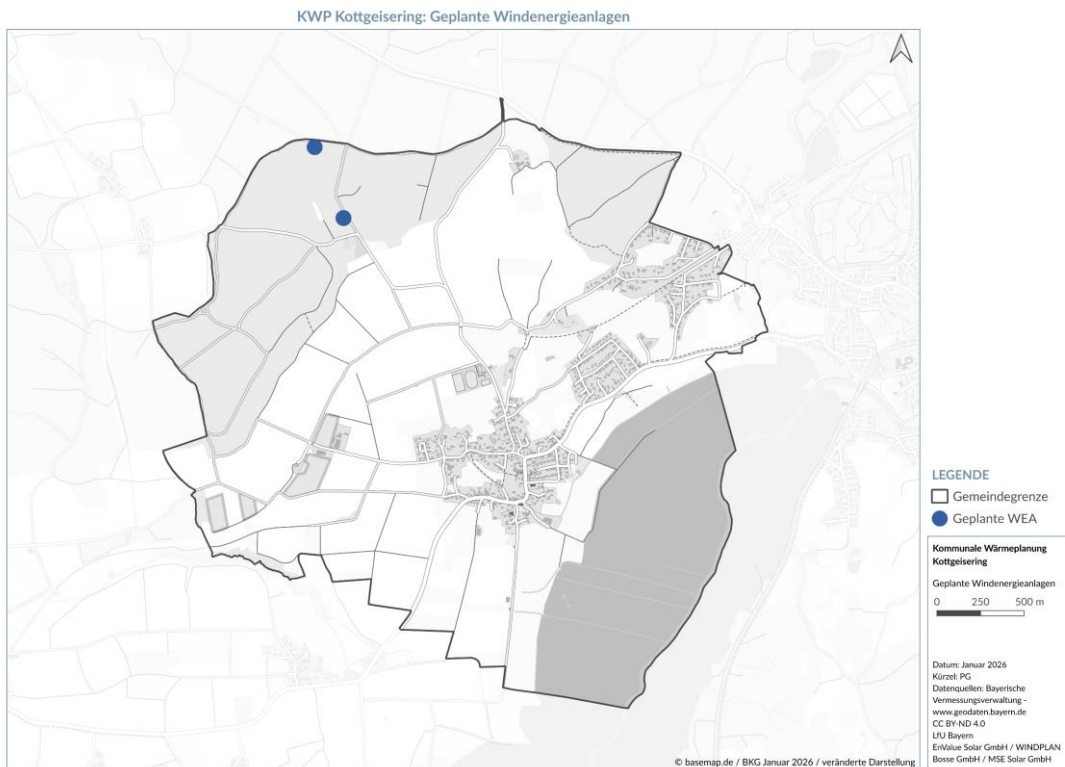 KWP Kottgeisering: Geplante Windenergieanlagen
LEGENDE
Gemeindegrenze
Geplante WEA
Kommunale Wärmeplanung
Kottgeisering
Geplante Windenergieanlagen
0 250 500 m
Datum: Januar 2026
Kürzel: PG
Datenquellen: Bayerische
Vermessungsverwaltung -
www.geodaten.bayern.de
CC BY-ND 4.0
LfU Bayern
EnValue Solar GmbH / WINDPLAN
Bosse GmbH / MSE Solar GmbH
© basemap.de / BKG Januar 2026 / veränderte Darstellung